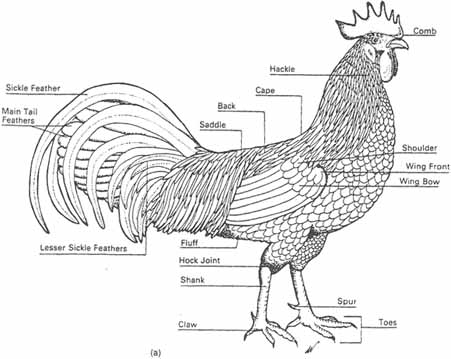 Comb
Hackle
Sickle Feather
Cape
Main Tail
Feathers
Back
Saddle
Shoulder
Wing Front
Wing Bow
Lesser Sickle Feathers
Fluff
Hock Joint
Shank
Spur
Claw
Toes
(a)